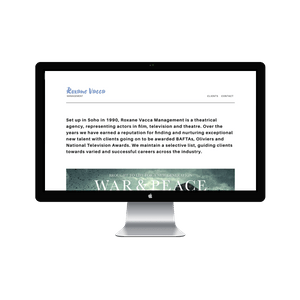 Roxane Vacca
CLIENTS CONTACT
Set up in Soho in 1990, Roxane Vacca Management is a theatrical
agency, representing actors in film, television and theatre. Over the
years we have earned a reputation for finding and nurturing exceptional
new talent with clients going on to be awarded BAFTAs, Oliviers and
National Television Awards. We maintain a selective list, guiding clients
towards varied and successful careers across the industry.
WAR & PEACE